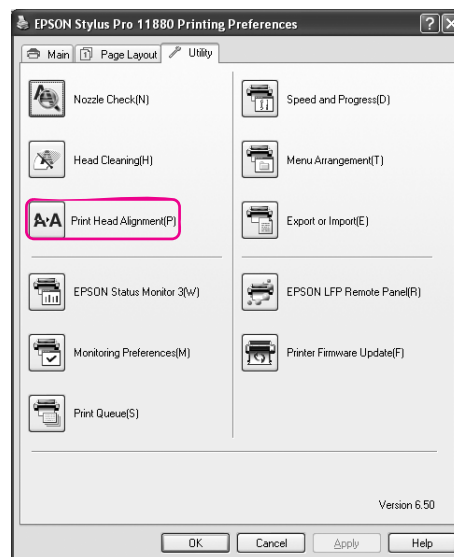 EPSON Stylus Pro 11880 Printing Preferences
Main
Page Layout
Utility
Nozzle Check(N)
Speed and Progress(D)
Head Cleaning(H)
Menu Arrangement(T)
A A Print Head Alignment(P)
Export or Import(E)
EPSON Status Monitor 3(W)
EPSON LFP Remote Panel(R)
Monitoring Preferences(M)
Printer Firmware Update(F)
Print Queue(S)
Version 6.50
OK
Cancel
Apply
Help